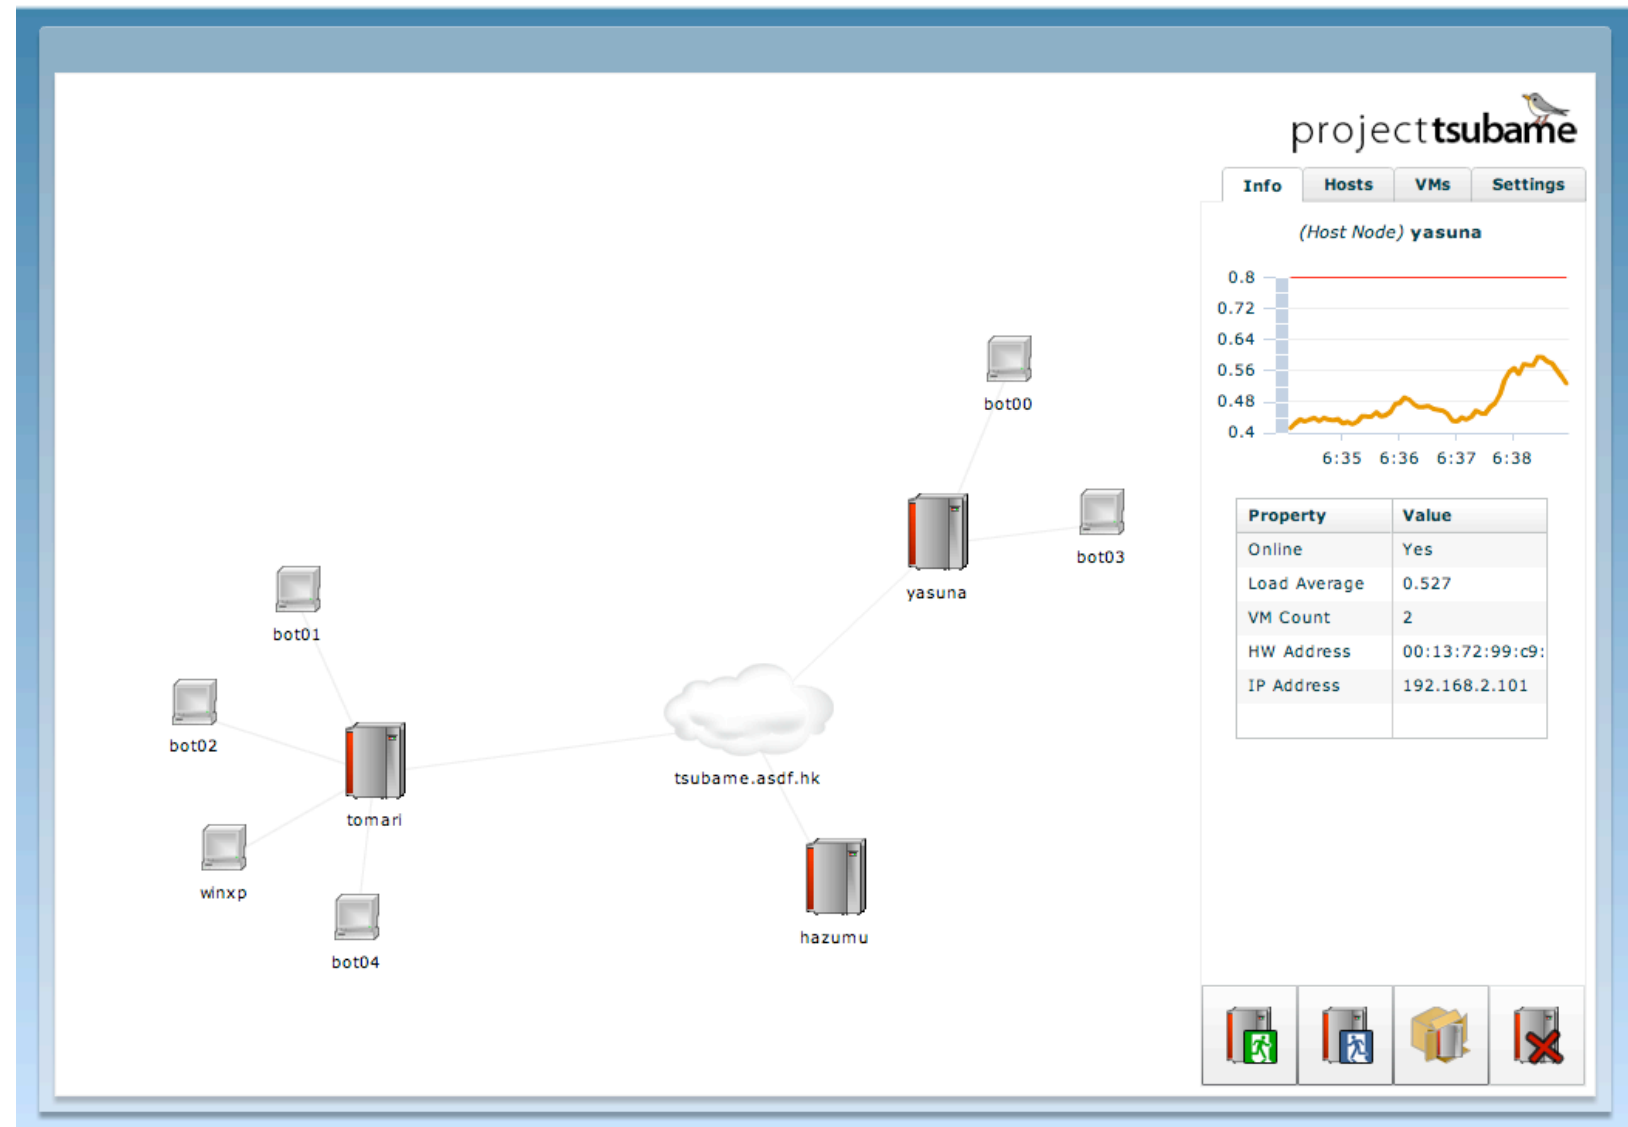 projecttsubame
Info Hosts VMs Settings
(Host Node) yasuna
0.8
0.72
0.64
0.56
0.48
0.4
6:35 6:36 6:37 6:38
Property Value
Online Yes
Load Average 0.527
VM Count 2
HW Address 00:13:72:99:c9:
IP Address 192.168.2.101
bot00
bot03
yasuna
bot01
bot02
tsubame.asdf.hk
tomari
winxp
hazumu
bot04